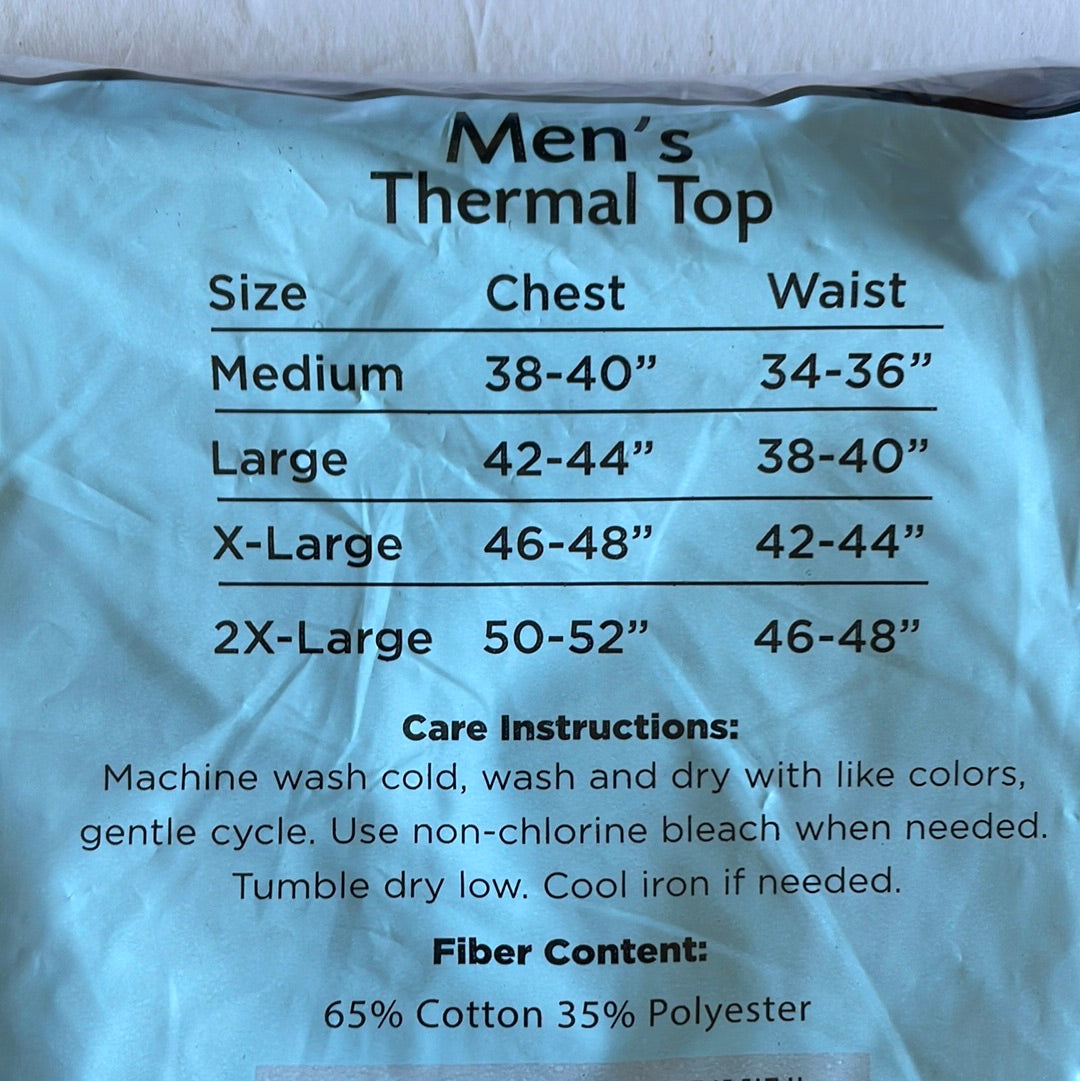 Men's
Thermal Top
Size Chest Waist
Medium 38-40” 34-36”
Large 42-44” 38-40”
X-Large 46-48” 42-44”
2X-Large 50-52” 46-48”
Care Instructions:
Machine wash cold, wash and dry with like colors,
gentle cycle. Use non-chlorine bleach when needed.
Tumble dry low. Cool iron if needed.
Fiber Content:
65% Cotton 35% Polyester